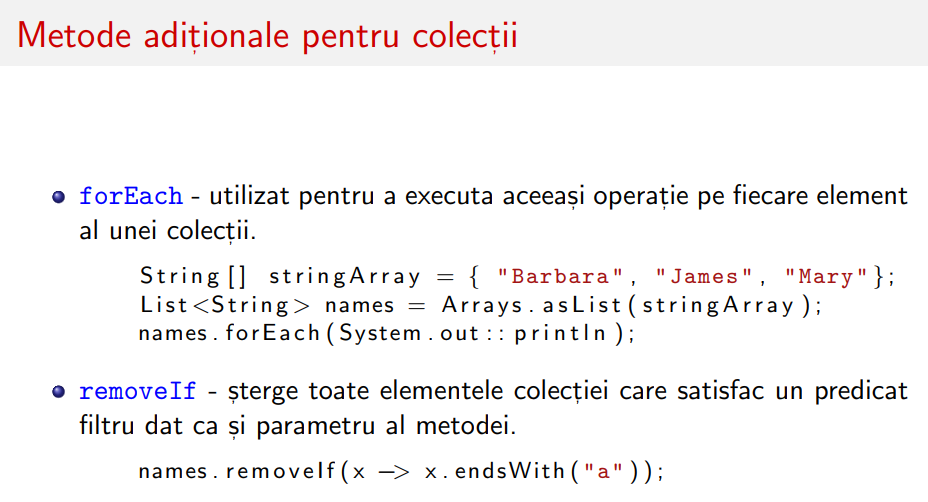 Metode adiționale pentru colecții
forEach - utilizat pentru a executa aceeași operație pe fiecare element
al unei colecții.
String[] stringArray = { "Barbara", "James", "Mary"};
List<String> names = Arrays.asList(stringArray);
names.forEach(System.out::println);
removeIf - șterge toate elementele colecției care satisfac un predicat
filtru dat ca și parametru al metodei.
names.removeIf(x -> x.endsWith("a"));